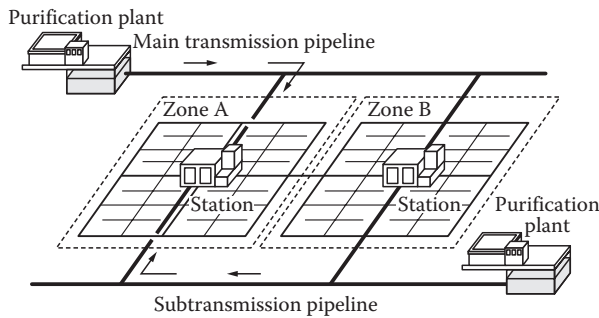 Purification plant
Main transmission pipeline
Zone A
Zone B
Station
Station
Purification
plant
Subtransmission pipeline